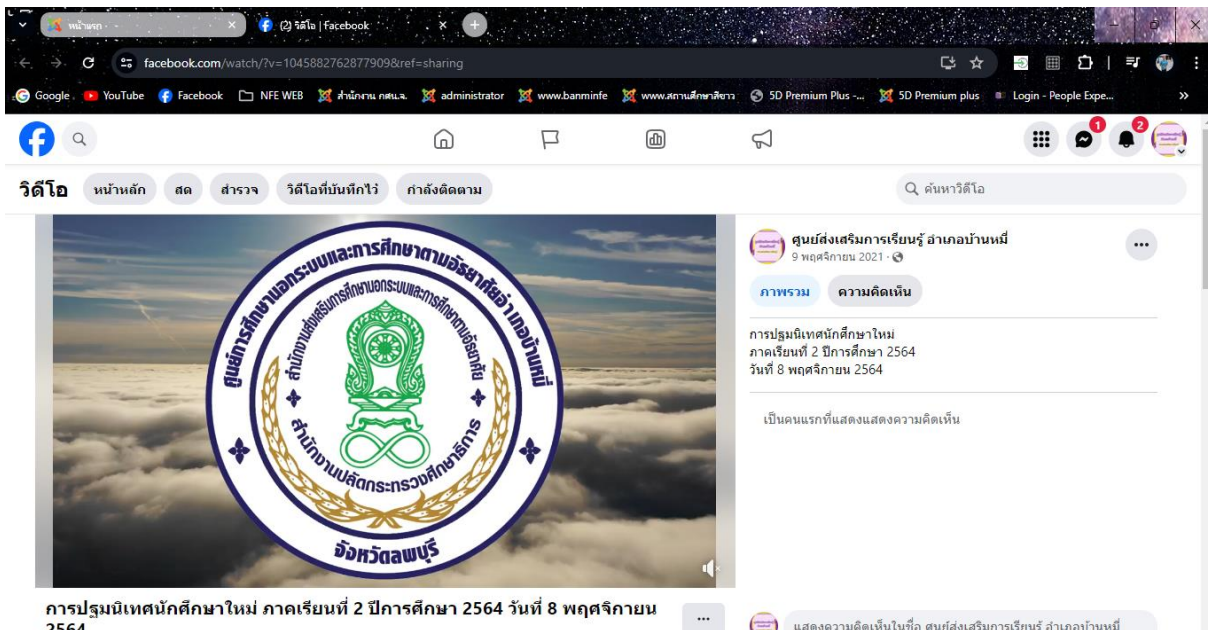 หน้าแรก
(2) วิดีโอ | Facebook
facebook.com/watch/?v=1045882762877909&ref=sharing
Google
YouTube
Facebook
NFE WEB
สำนักงาน กศน.จ.
administrator
www.banminfe
www.สถานศึกษาสีขาว
5D Premium Plus -...
5D Premium plus
Login - People Expe...
1
2
วิดีโอ
หน้าหลัก
สด
สำรวจ
วิดีโอที่บันทึกไว้
กำลังติดตาม
ค้นหาวิดีโอ
ศูนย์การศึกษานอกระบบและการศึกษาตามอัธยาศัยอำเภอบ้านหมี่
สำนักงานส่งเสริมการศึกษานอกระบบและการศึกษาตามอัธยาศัย
สำนักงานปลัดกระทรวงศึกษาธิการ
จังหวัดลพบุรี
ศูนย์ส่งเสริมการเรียนรู้ อำเภอบ้านหมี่
9 พฤศจิกายน 2021 ·
ภาพรวม
ความคิดเห็น
การปฐมนิเทศนักศึกษาใหม่
ภาคเรียนที่ 2 ปีการศึกษา 2564
วันที่ 8 พฤศจิกายน 2564
เป็นคนแรกที่แสดงแสดงความคิดเห็น
การปฐมนิเทศนักศึกษาใหม่ ภาคเรียนที่ 2 ปีการศึกษา 2564 วันที่ 8 พฤศจิกายน
2564
แสดงความคิดเห็นในชื่อ ศูนย์ส่งเสริมการเรียนรู้ อำเภอบ้านหมี่